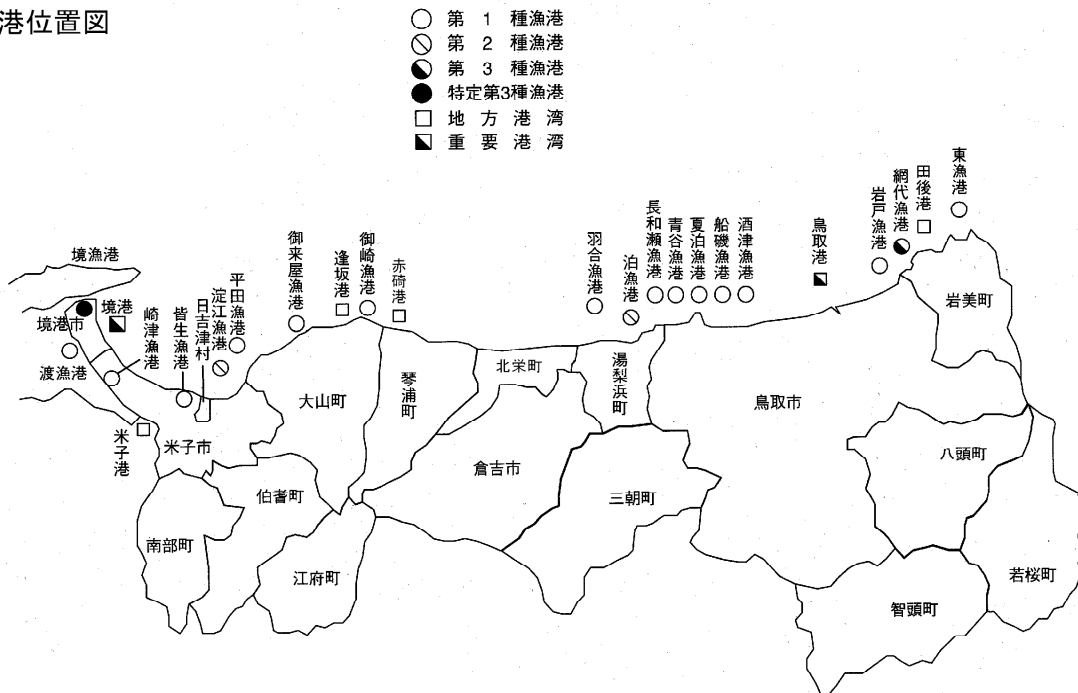 港位置図
第1種漁港
第2種漁港
第3種漁港
特定第3種漁港
地方港湾
重要港湾
境漁港
境港市
境港
渡漁港
崎津漁港
皆生漁港
日吉津村
淀江漁港
平田漁港
御来屋漁港
逢坂港
御崎漁港
赤碕港
羽合漁港
泊漁港
長和瀬漁港
青谷漁港
夏泊漁港
船磯漁港
酒津漁港
鳥取港
岩戸漁港
網代漁港
田後港
東漁港
米子港
米子市
大山町
琴浦町
北栄町
湯梨浜町
鳥取市
岩美町
伯耆町
倉吉市
三朝町
八頭町
南部町
江府町
智頭町
若桜町